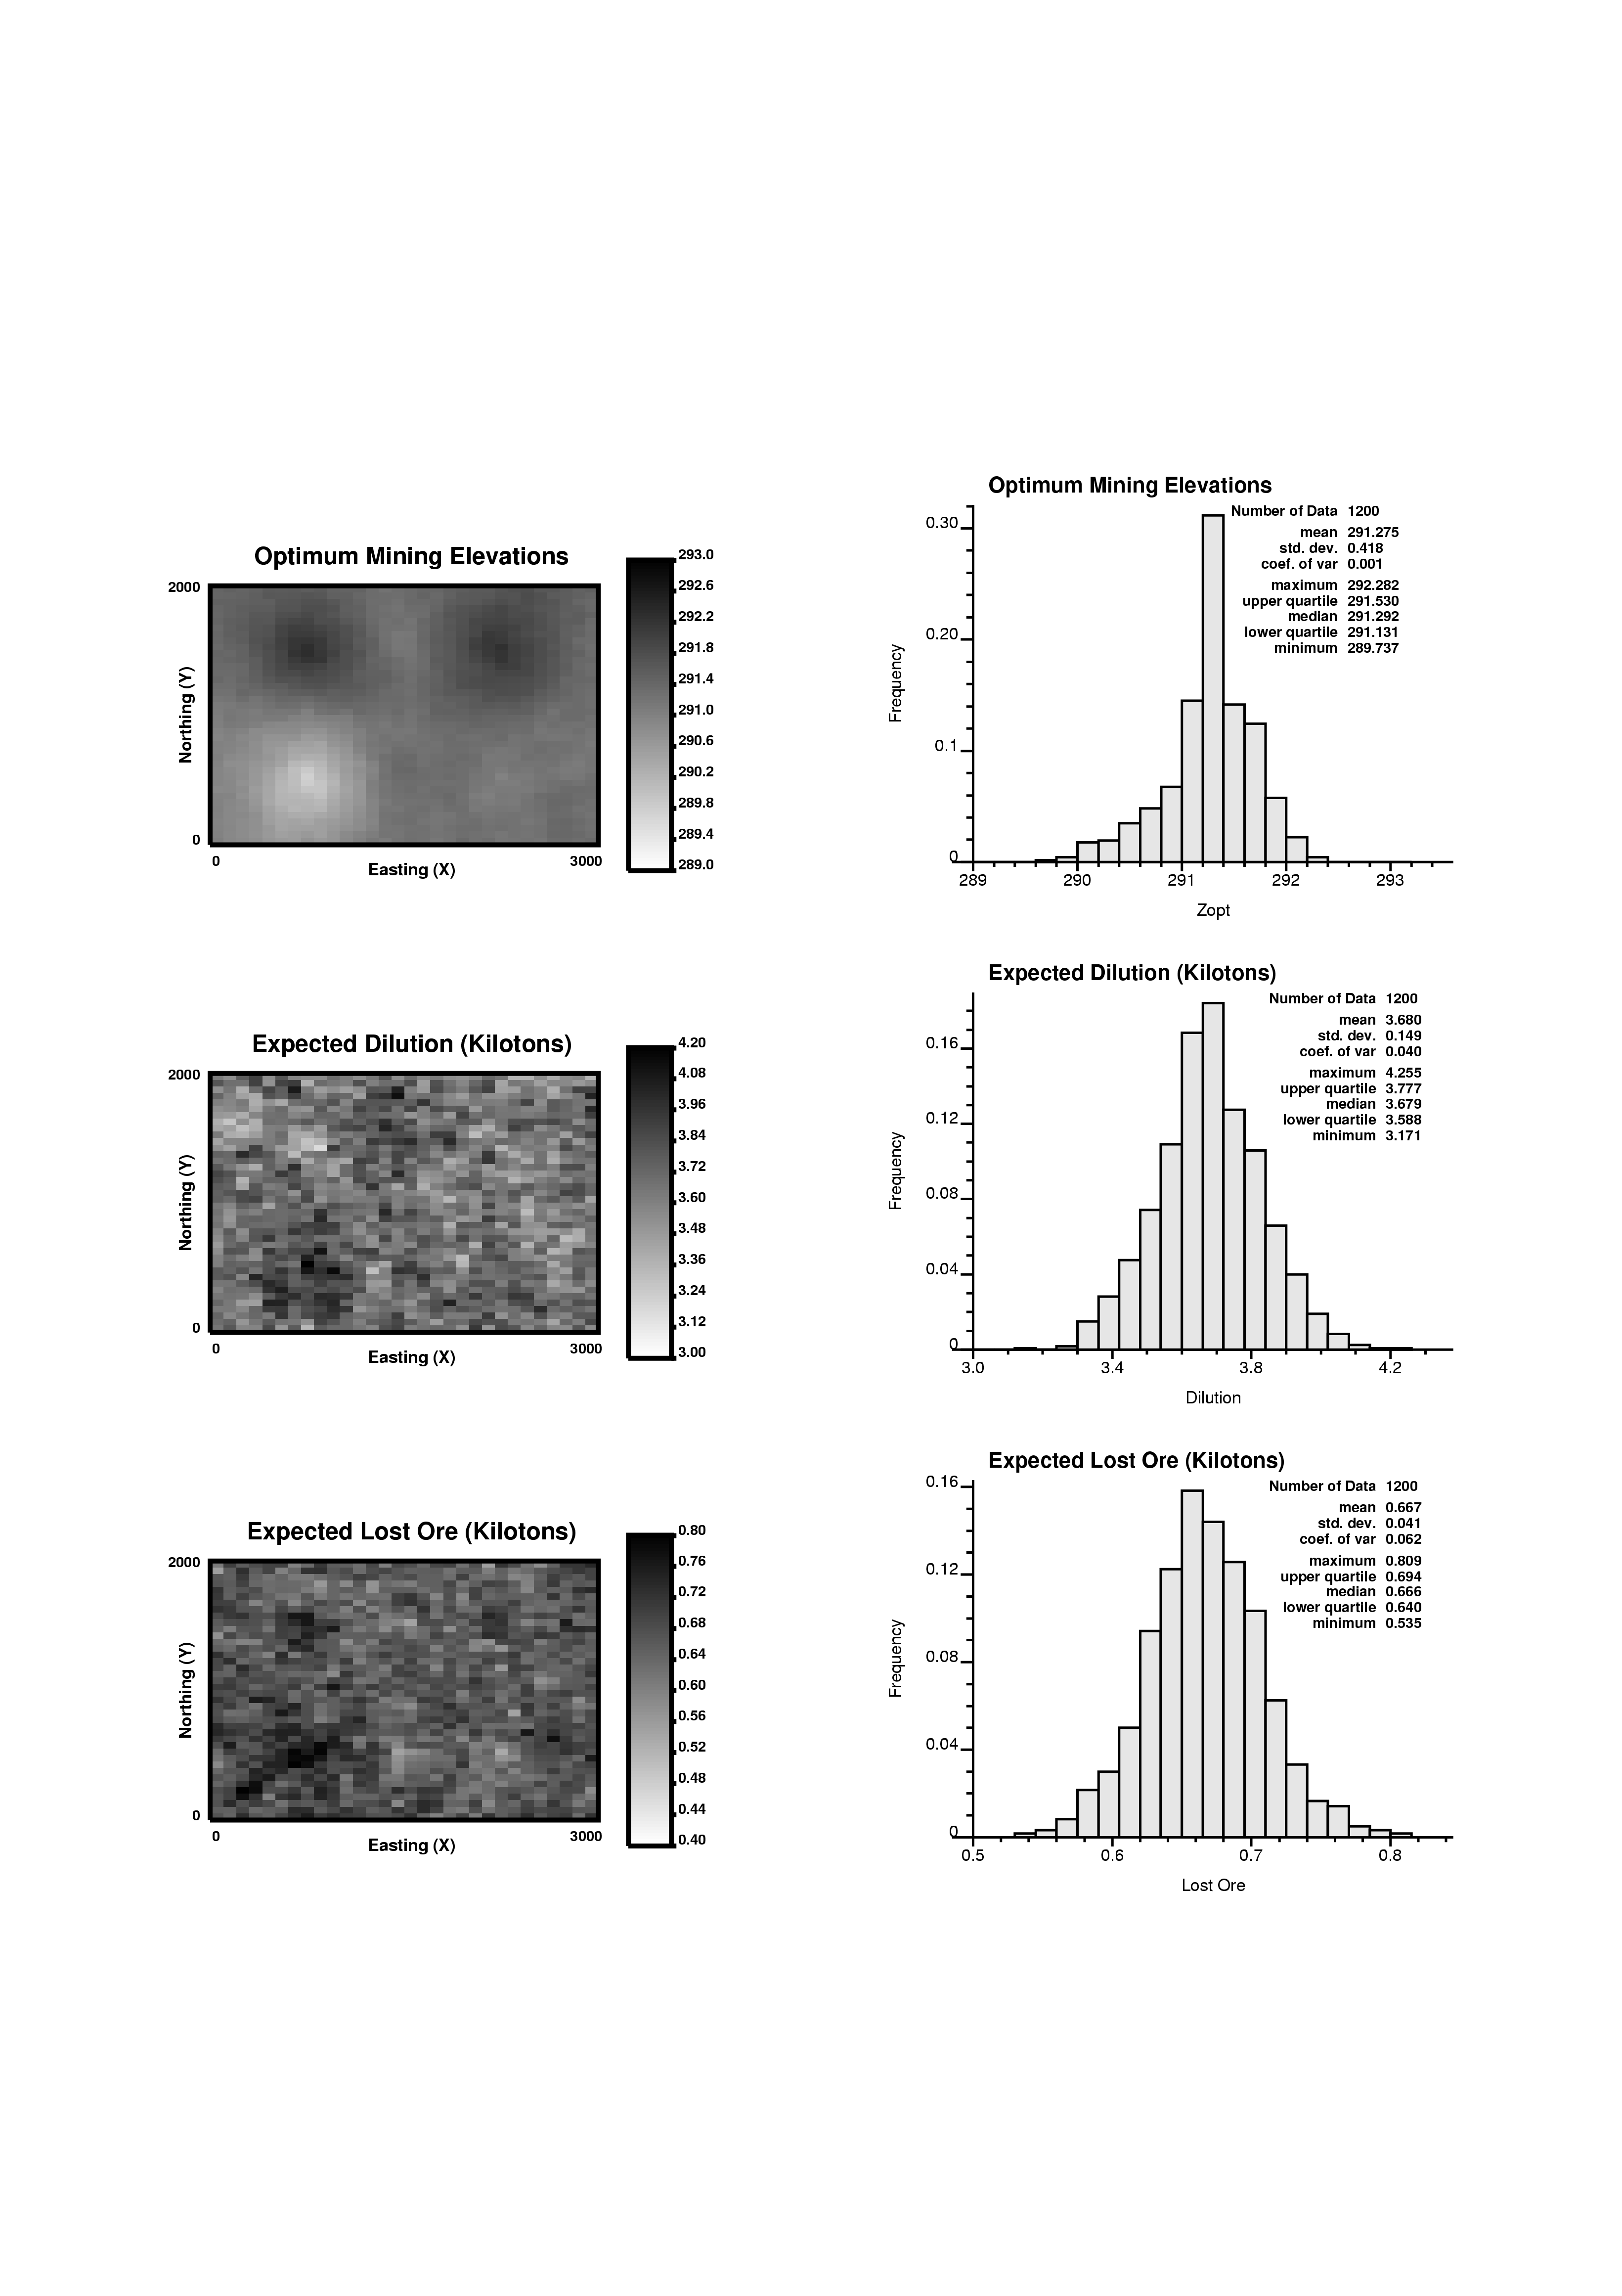 Optimum Mining Elevations
2000
Northing (Y)
0
0
3000
Easting (X)
293.0
292.6
292.2
291.8
291.4
291.0
290.6
290.2
289.8
289.4
289.0
Optimum Mining Elevations
Number of Data 1200
mean 291.275
std. dev. 0.418
coef. of var 0.001
maximum 292.282
upper quartile 291.530
median 291.292
lower quartile 291.131
minimum 289.737
Frequency
0.30
0.20
0.1
0
289 290 291 292 293
Zopt
Expected Dilution (Kilotons)
2000
Northing (Y)
0
0
3000
Easting (X)
4.20
4.08
3.96
3.84
3.72
3.60
3.48
3.36
3.24
3.12
3.00
Expected Dilution (Kilotons)
Number of Data 1200
mean 3.680
std. dev. 0.149
coef. of var 0.040
maximum 4.255
upper quartile 3.777
median 3.679
lower quartile 3.588
minimum 3.171
Frequency
0.16
0.12
0.08
0.04
0
3.0 3.4 3.8 4.2
Dilution
Expected Lost Ore (Kilotons)
2000
Northing (Y)
0
0
3000
Easting (X)
0.80
0.76
0.72
0.68
0.64
0.60
0.56
0.52
0.48
0.44
0.40
Expected Lost Ore (Kilotons)
Number of Data 1200
mean 0.667
std. dev. 0.041
coef. of var 0.062
maximum 0.809
upper quartile 0.694
median 0.666
lower quartile 0.640
minimum 0.535
Frequency
0.16
0.12
0.08
0.04
0
0.5 0.6 0.7 0.8
Lost Ore